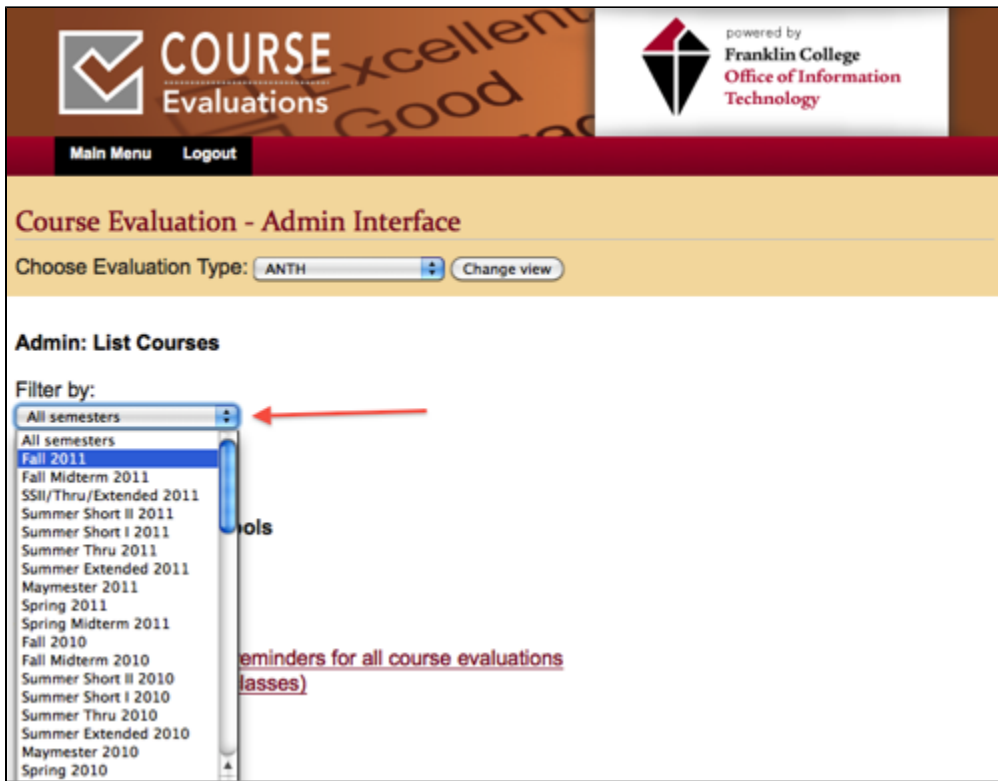 COURSE
Evaluations
Excellent
Good
powered by
Franklin College
Office of Information
Technology
Main Menu Logout
Course Evaluation - Admin Interface
Choose Evaluation Type: ANTH Change view
Admin: List Courses
Filter by:
All semesters
All semesters
Fall 2011
Fall Midterm 2011
SSII/Thru/Extended 2011
Summer Short II 2011
Summer Short I 2011
ols
Summer Thru 2011
Summer Extended 2011
Maymester 2011
Spring 2011
Spring Midterm 2011
Fall 2010
Fall Midterm 2010
eminders for all course evaluations
Summer Short II 2010
lasses)
Summer Short I 2010
Summer Thru 2010
Summer Extended 2010
Maymester 2010
Spring 2010